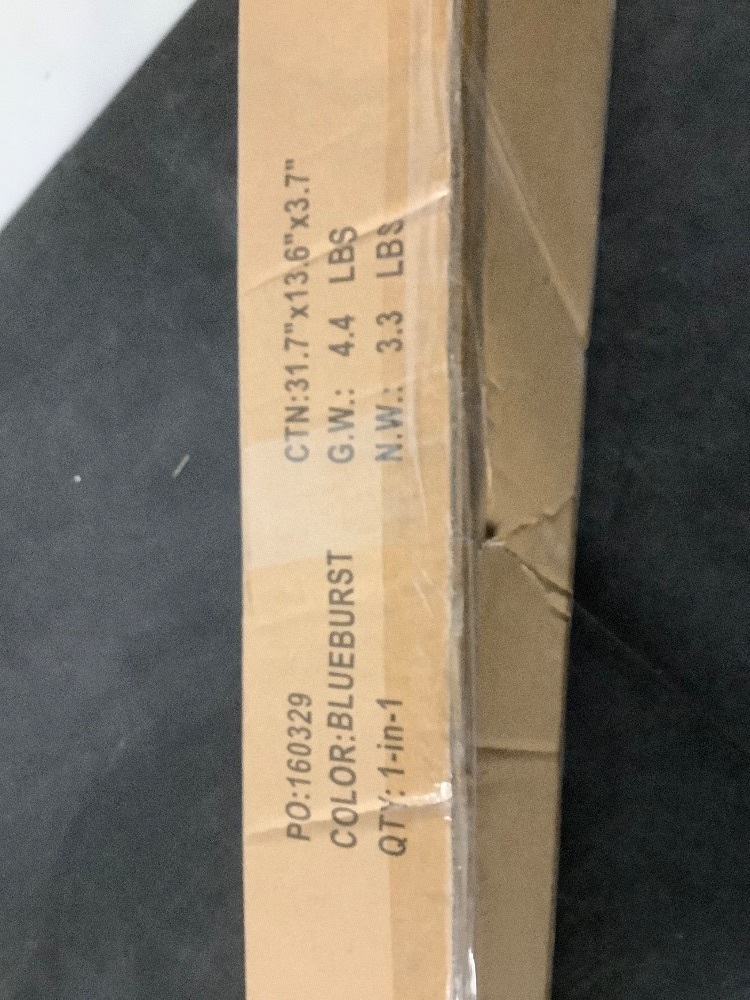 PO:160329
COLOR:BLUEBURST
QTY: 1-in-1
CTN:31.7"x13.6"x3.7"
G.W.: 4.4 LBS
N.W.: 3.3 LBS